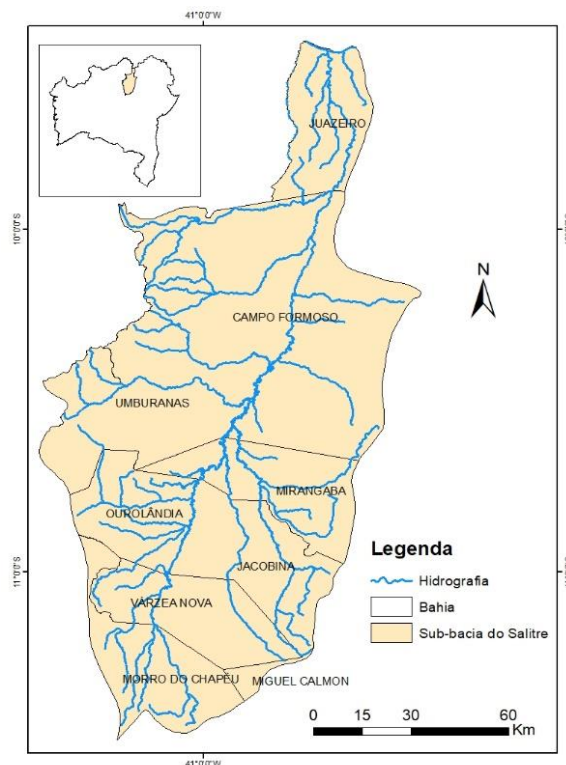 41°0'0"W
JUAZEIRO
10°0'0"S
N
CAMPO FORMOSO
UMBURANAS
MIRANGABA
OUROLÂNDIA
Legenda
11°0'0"S
JACOBINA
Hidrografia
VÁRZEA NOVA
Bahia
Sub-bacia do Salitre
MORRO DO CHAPÉU
MIGUEL CALMON
0 15 30 60
Km
41°0'0"W